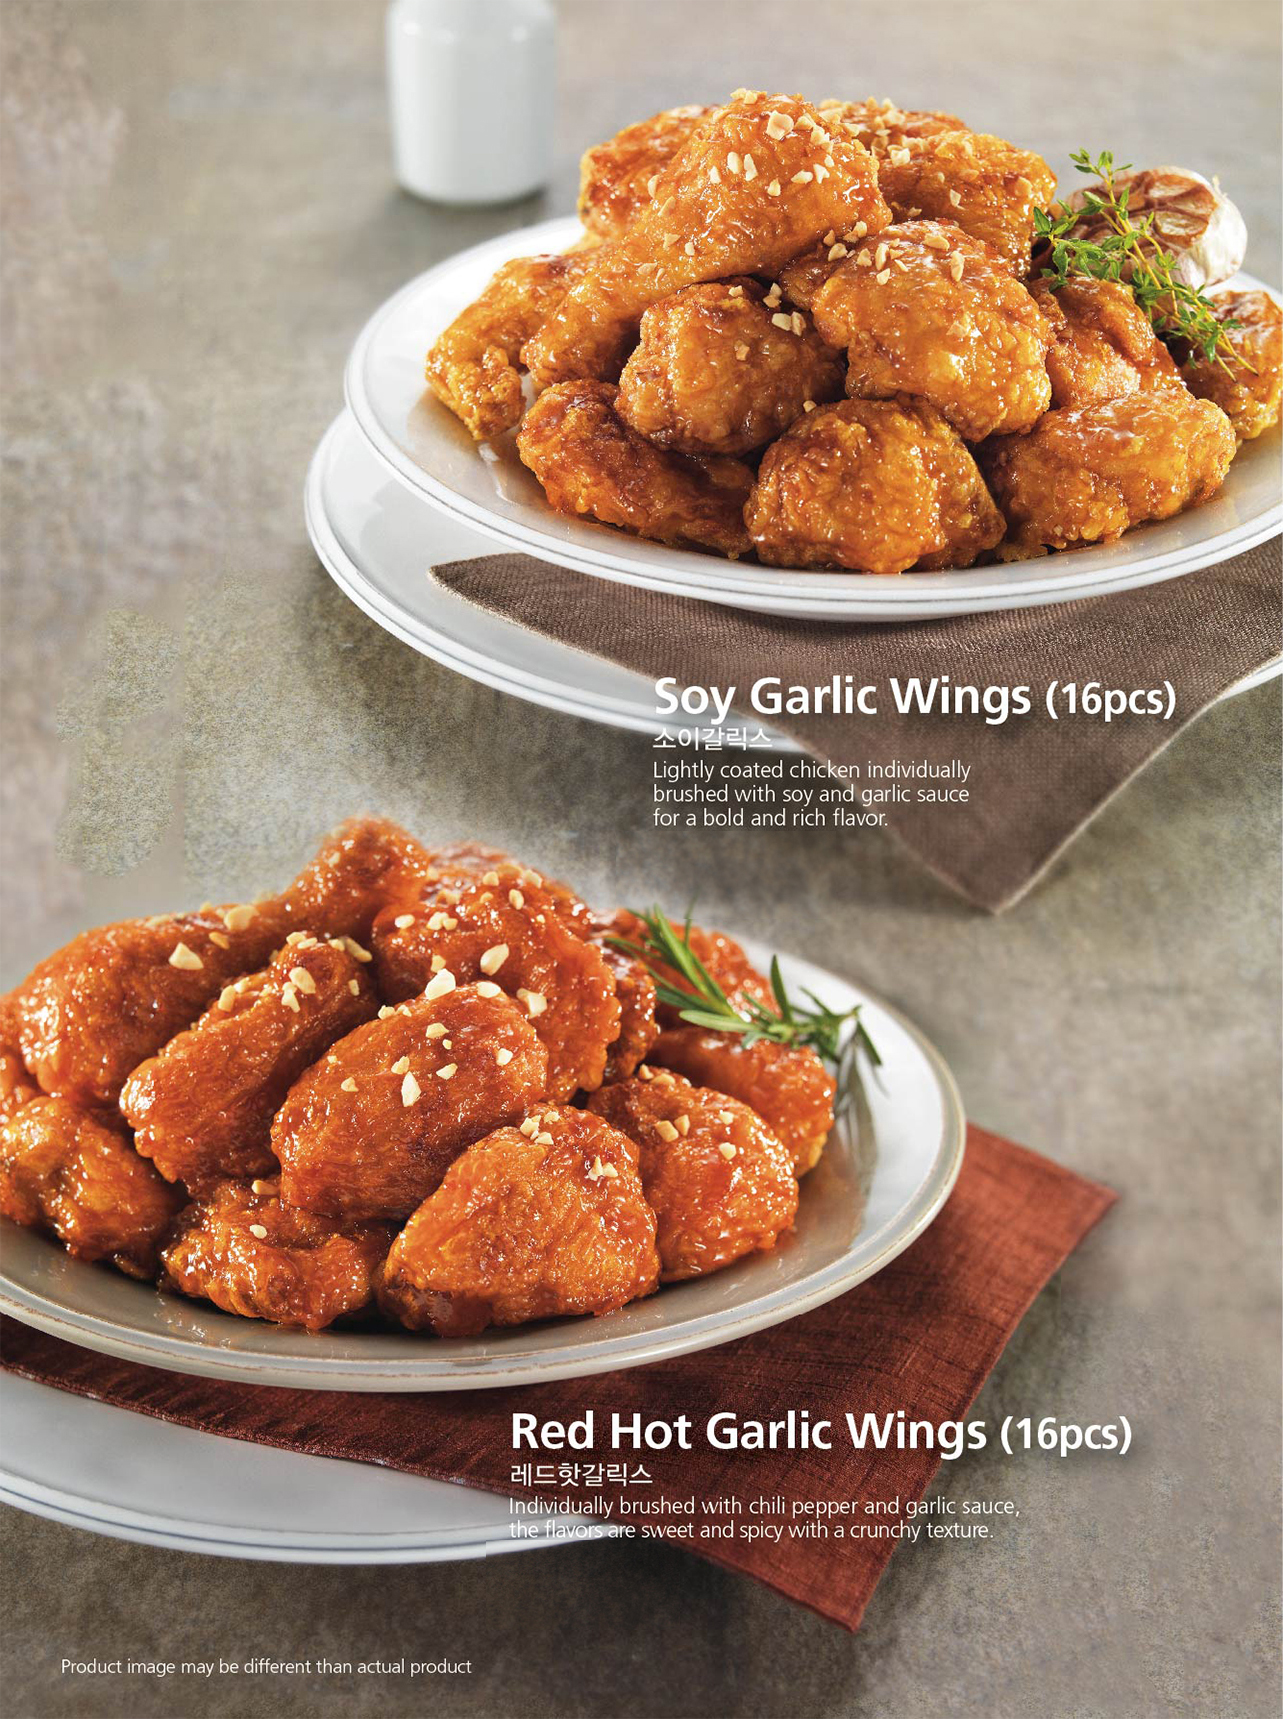 Soy Garlic Wings (16pcs)
소이갈릭스
Lightly coated chicken individually
brushed with soy and garlic sauce
for a bold and rich flavor.
Red Hot Garlic Wings (16pcs)
레드핫갈릭스
Individually brushed with chili pepper and garlic sauce,
the flavors are sweet and spicy with a crunchy texture.
Product image may be different than actual product